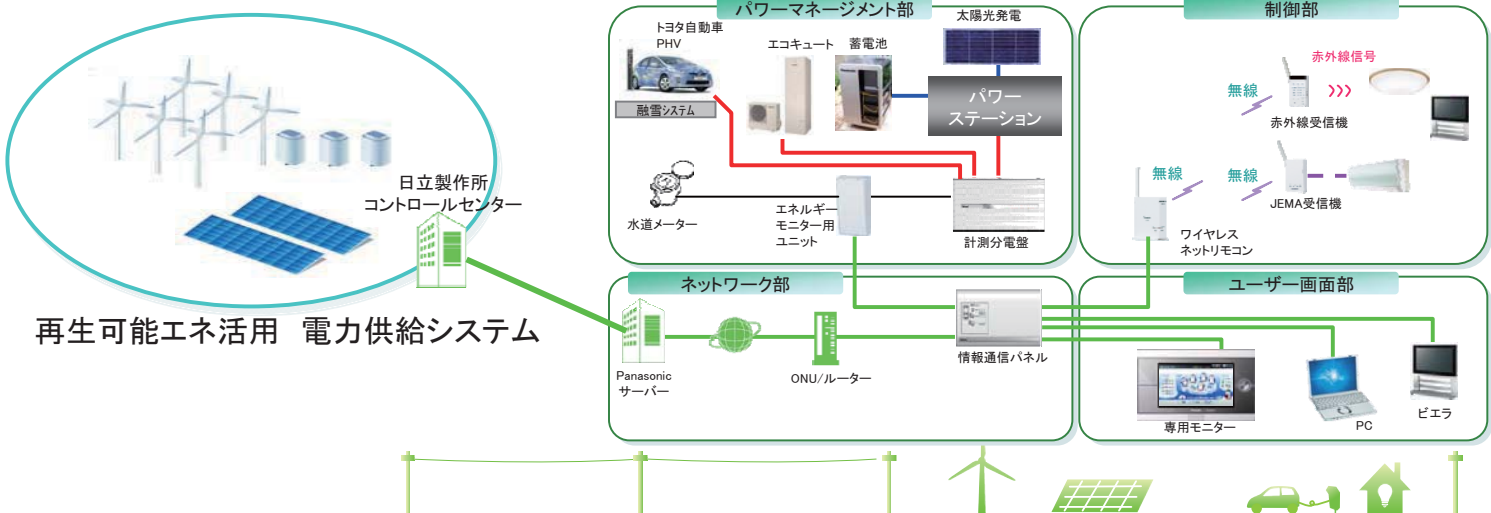 日立製作所
コントロールセンター
再生可能エネ活用 電力供給システム
パワーマネージメント部
トヨタ自動車
PHV
融雪システム
エコキュート
蓄電池
太陽光発電
パワー
ステーション
水道メーター
エネルギー
モニター用
ユニット
計測分電盤
制御部
赤外線信号
無線
赤外線受信機
無線
無線
JEMA受信機
ワイヤレス
ネットリモコン
ネットワーク部
Panasonic
サーバー
ONU/ルーター
情報通信パネル
ユーザー画面部
専用モニター
PC
ビエラ